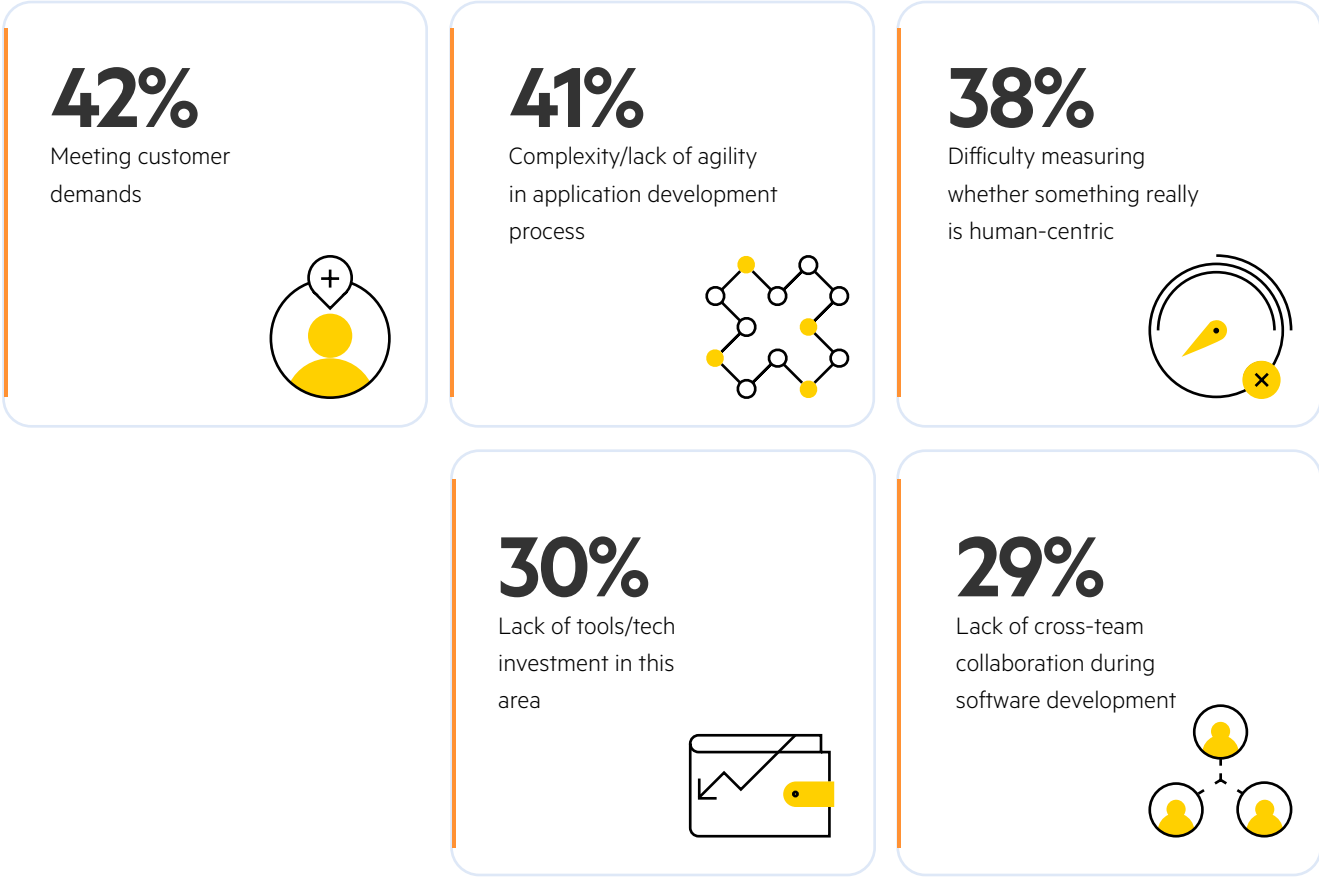 42%
Meeting customer
demands
41%
Complexity/lack of agility
in application development
process
38%
Difficulty measuring
whether something really
is human-centric
30%
Lack of tools/tech
investment in this
area
29%
Lack of cross-team
collaboration during
software development